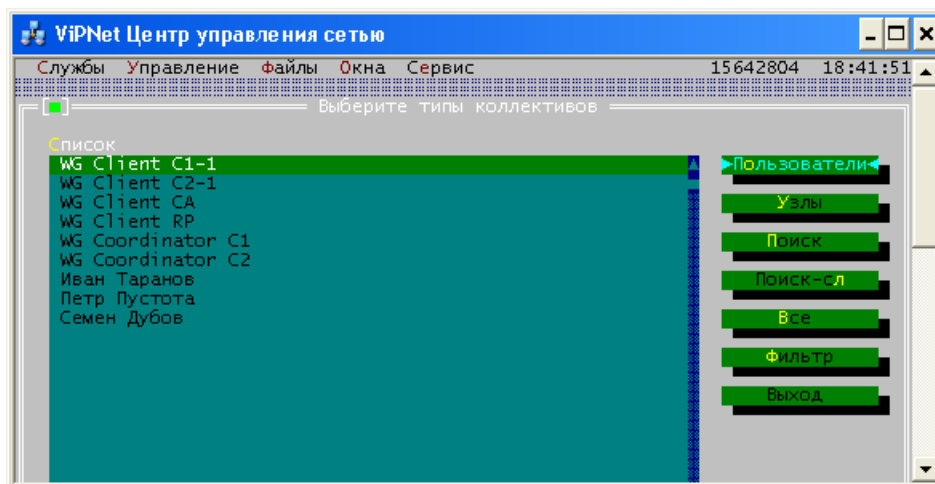 ViPNet Центр управления сетью
Службы Управление Файлы Окна Сервис 15642804 18:41:51
Выберите типы коллективов
Список
WG Client C1-1
WG Client C2-1
WG Client CA
WG Client RP
WG Coordinator C1
WG Coordinator C2
Иван Таранов
Петр Пустота
Семен Дубов
Пользователи
Узлы
Поиск
Поиск-сл
Все
Фильтр
Выход